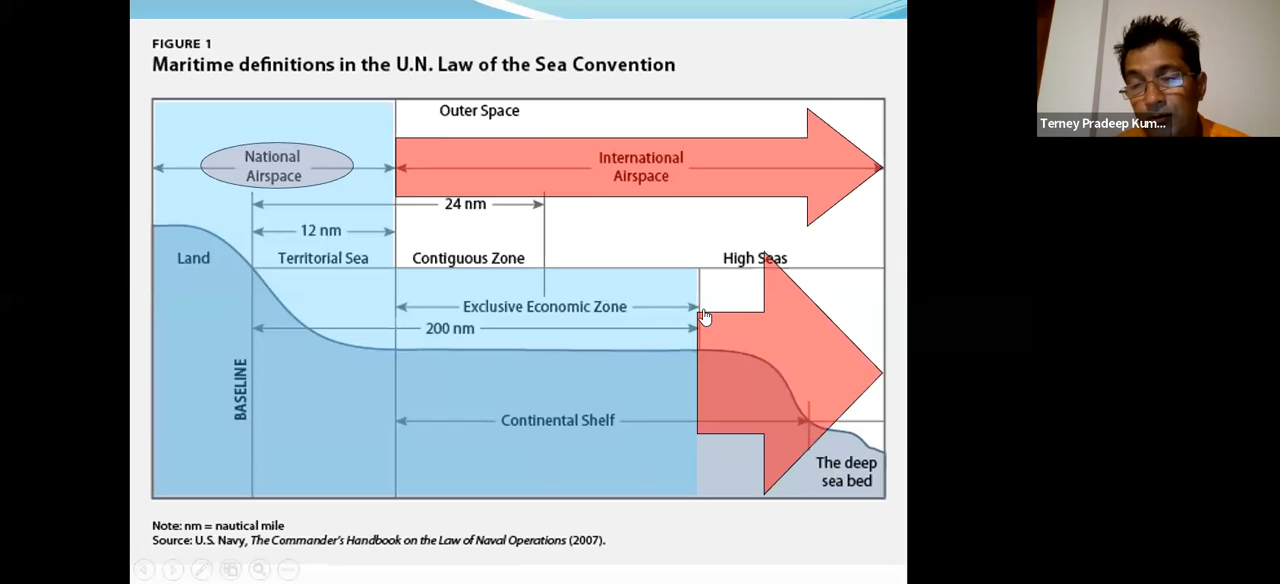 FIGURE 1
Maritime definitions in the U.N. Law of the Sea Convention
Outer Space
National
Airspace
International
Airspace
24 nm
12 nm
Land
Territorial Sea
Contiguous Zone
High Seas
Exclusive Economic Zone
200 nm
BASELINE
Continental Shelf
The deep
sea bed
Note: nm = nautical mile
Source: U.S. Navy, The Commander's Handbook on the Law of Naval Operations (2007).
Terney Pradeep Kum...